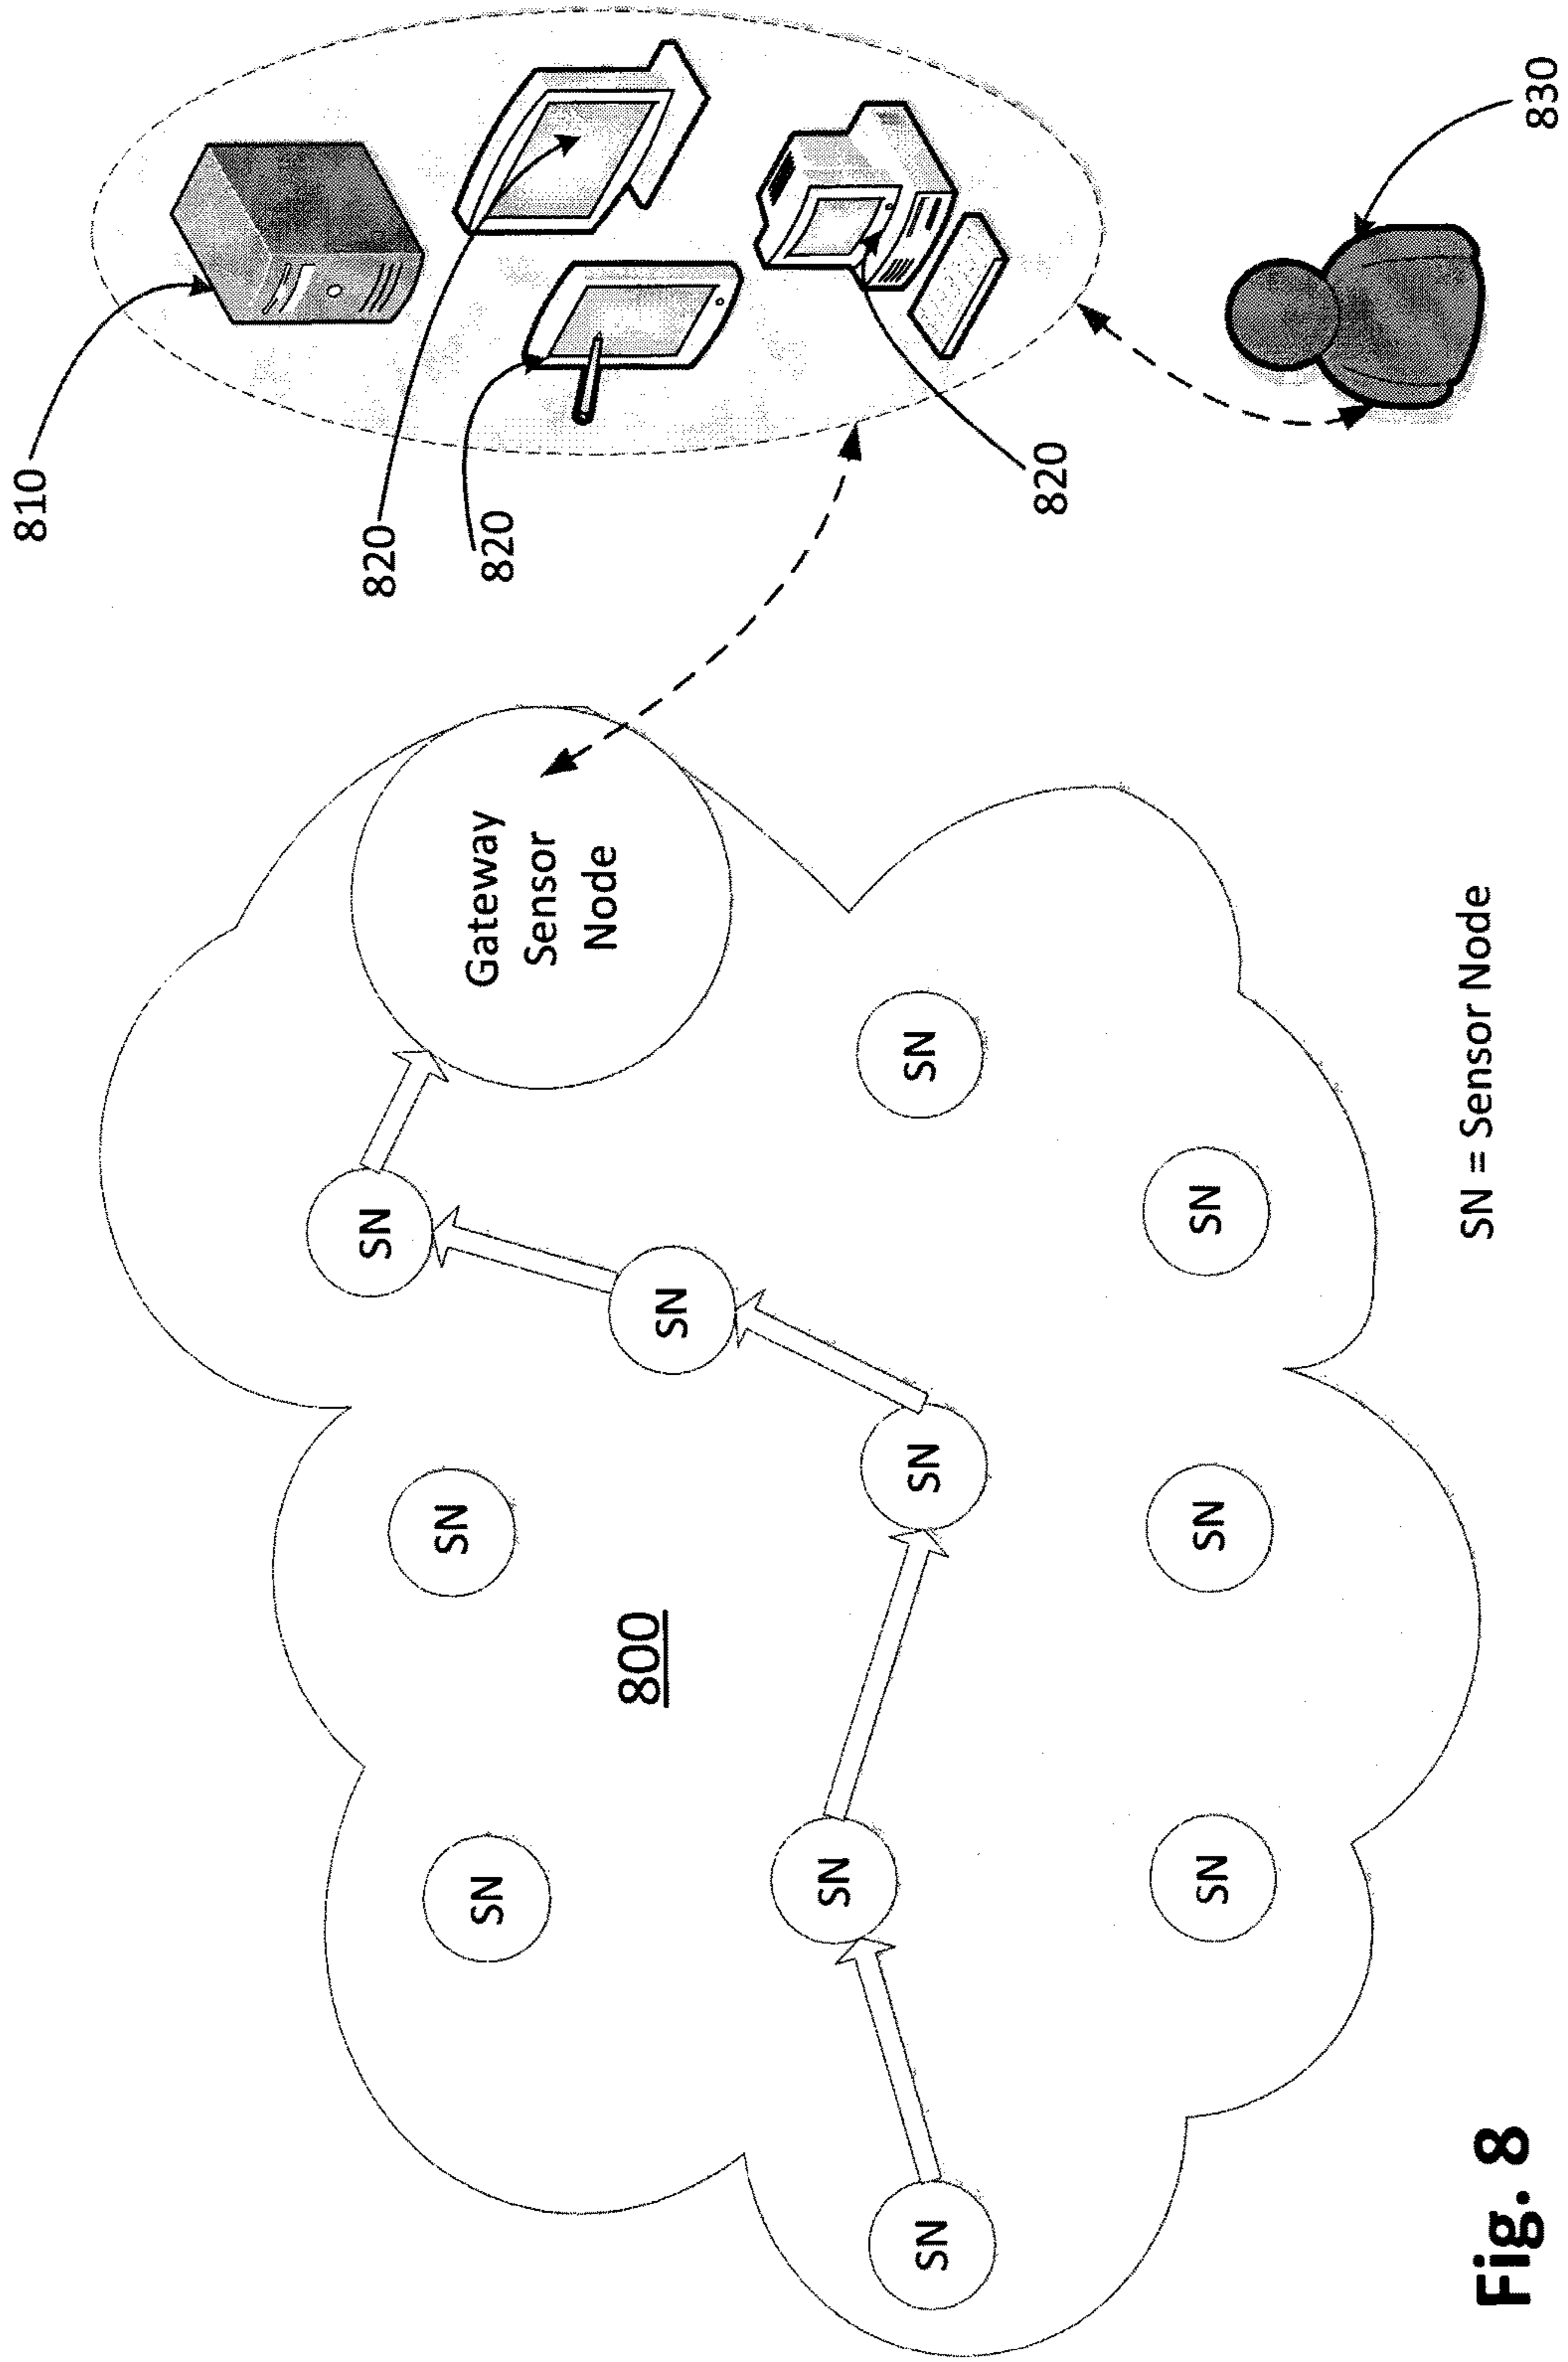 810
820
820
820
830
Gateway
Sensor
Node
SN
SN
SN
SN
SN
800
SN
SN
SN
SN
SN
SN
SN = Sensor Node
Fig. 8